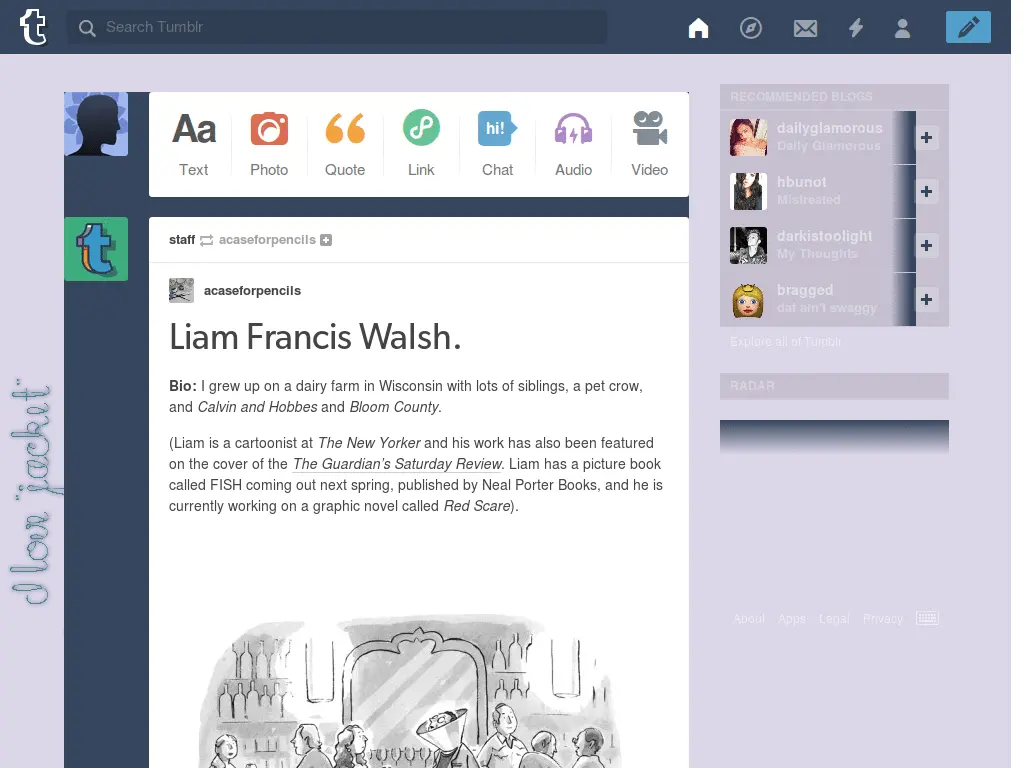 t Search Tumblr
Aa “ hi!
Text Photo Quote Link Chat Audio Video
t
staff acaseforpencils
acaseforpencils
Liam Francis Walsh.
Bio: I grew up on a dairy farm in Wisconsin with lots of siblings, a pet crow,
and Calvin and Hobbes and Bloom County.
(Liam is a cartoonist at The New Yorker and his work has also been featured
on the cover of the The Guardian's Saturday Review. Liam has a picture book
called FISH coming out next spring, published by Neal Porter Books, and he is
currently working on a graphic novel called Red Scare).
I love "jacket"
RECOMMENDED BLOGS
dailyglamorous
Daily Glamorous
hbunot
Mistreated
darkistoolight
My Thoughts
bragged
dat ain't swaggy
Explore all of Tumblr
RADAR
About Apps Legal Privacy